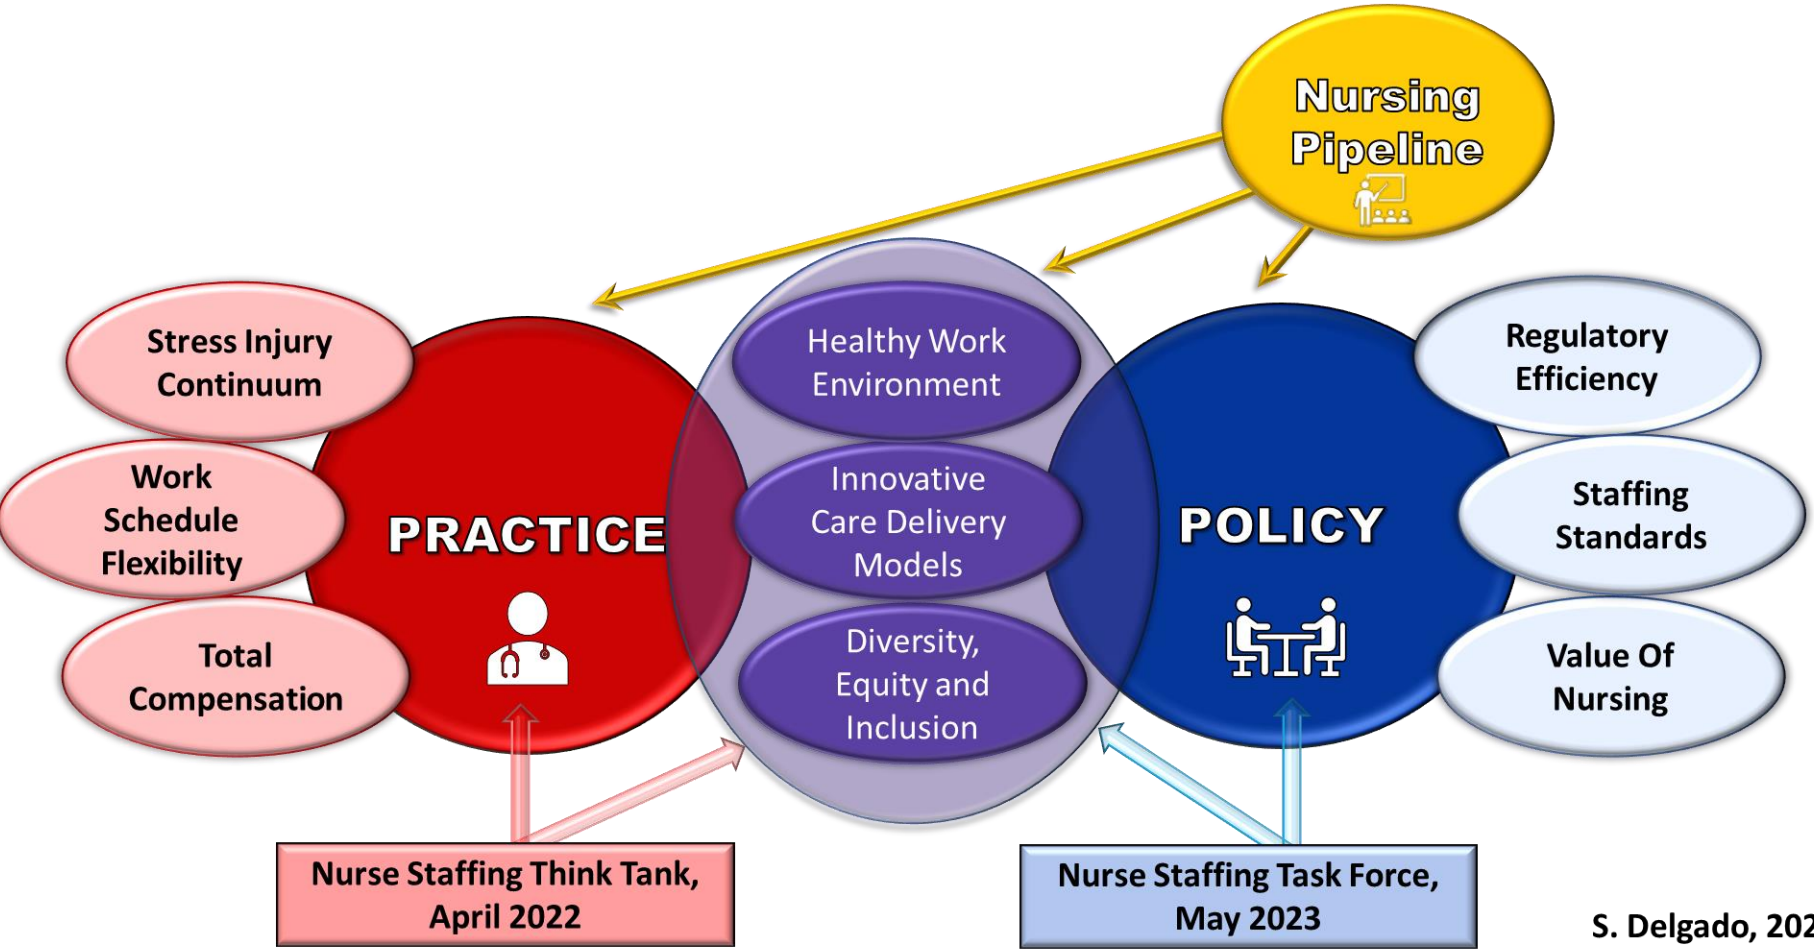 Nursing
Pipeline
Stress Injury
Continuum
Work
Schedule
Flexibility
Total
Compensation
PRACTICE
Healthy Work
Environment
Innovative
Care Delivery
Models
Diversity,
Equity and
Inclusion
POLICY
Regulatory
Efficiency
Staffing
Standards
Value Of
Nursing
Nurse Staffing Think Tank,
April 2022
Nurse Staffing Task Force,
May 2023
S. Delgado,